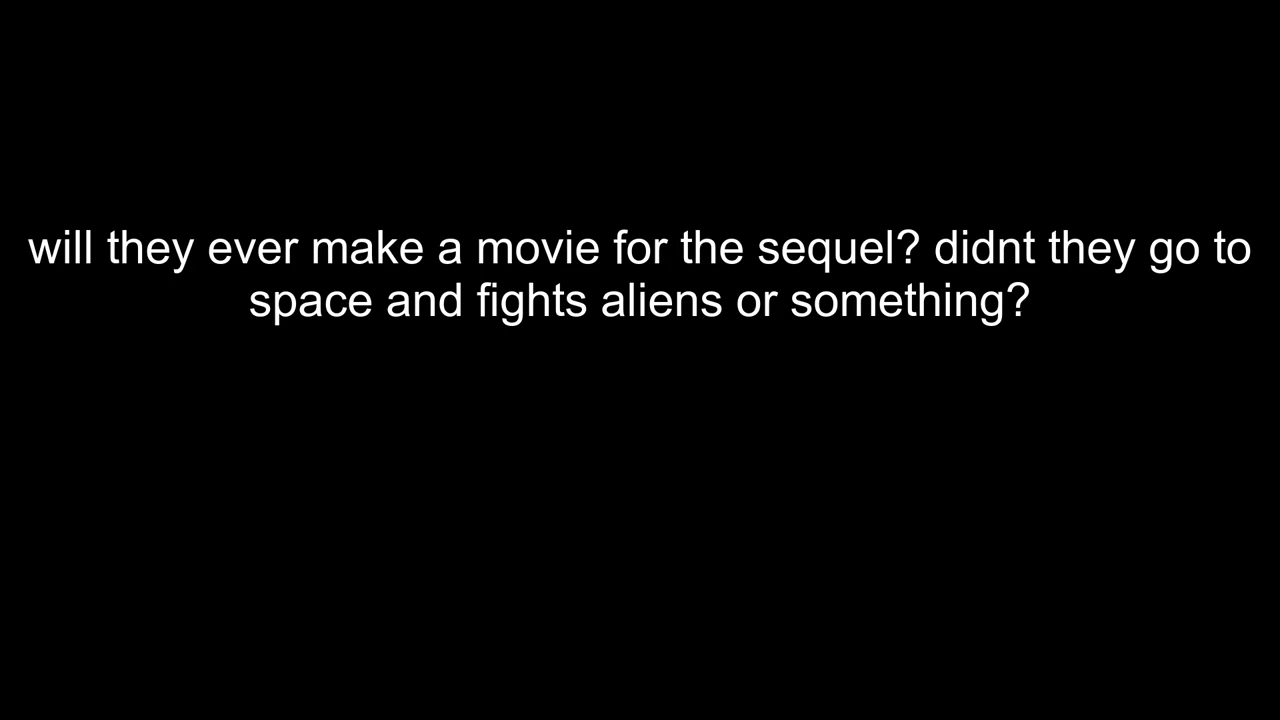 will they ever make a movie for the sequel? didnt they go to
space and fights aliens or something?